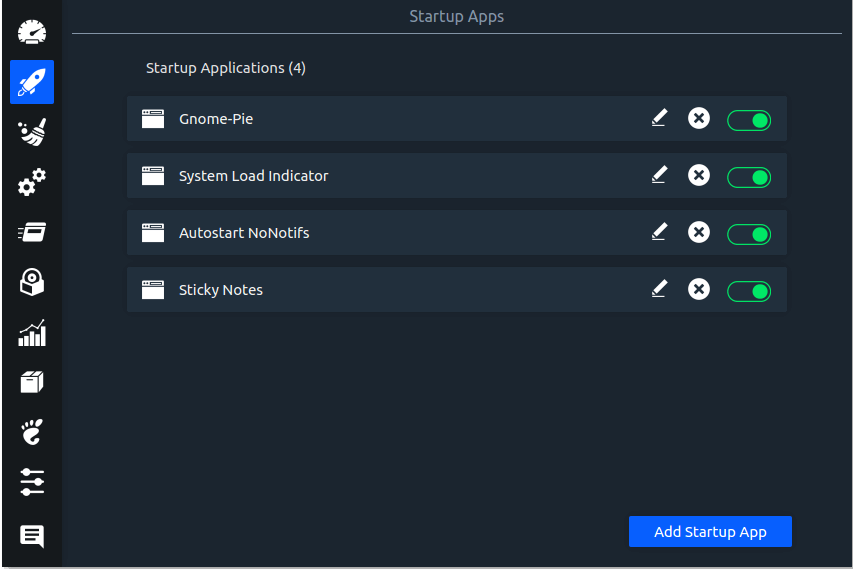 Startup Apps
Startup Applications (4)
Gnome-Pie
System Load Indicator
Autostart NoNotifs
Sticky Notes
Add Startup App